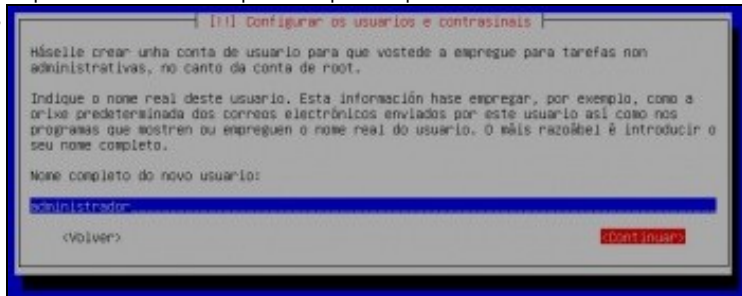 [!!] Configurar os usuarios e contrasinais
Háselle crear unha conta de usuario para que vostede a empregue para tarefas non
administrativas, no canto da conta de root.
Indique o nome real deste usuario. Esta información hase empregar, por exemplo, como a
orixe predeterminada dos correos electrónicos enviados por este usuario así como nos
programas que mostren ou empreguen o nome real do usuario. O máis razoábel é introducir o
seu nome completo.
Nome completo do novo usuario:
administrador
<Volver>
<Continuar>